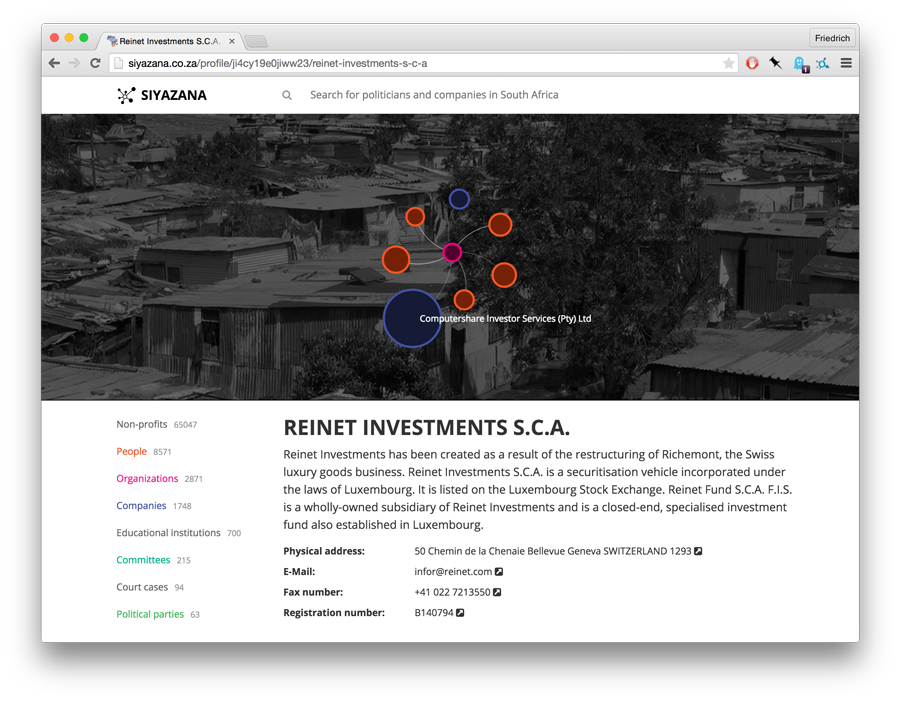 Reinet Investments S.C.A.
Friedrich
siyazana.co.za/profile/ji4cy19e0jiww23/reinet-investments-s-c-a
1
SIYAZANA
Search for politicians and companies in South Africa
Computershare Investor Services (Pty) Ltd
Non-profits 65047
People 8571
Organizations 2871
Companies 1748
Educational institutions 700
Committees 215
Court cases 94
Political parties 63
REINET INVESTMENTS S.C.A.
Reinet Investments has been created as a result of the restructuring of Richemont, the Swiss
luxury goods business. Reinet Investments S.C.A. is a securitisation vehicle incorporated under
the laws of Luxembourg. It is listed on the Luxembourg Stock Exchange. Reinet Fund S.C.A. F.I.S.
is a wholly-owned subsidiary of Reinet Investments and is a closed-end, specialised investment
fund also established in Luxembourg.
Physical address: 50 Chemin de la Chenaie Bellevue Geneva SWITZERLAND 1293
E-Mail: infor@reinet.com
Fax number: +41 022 7213550
Registration number: B140794